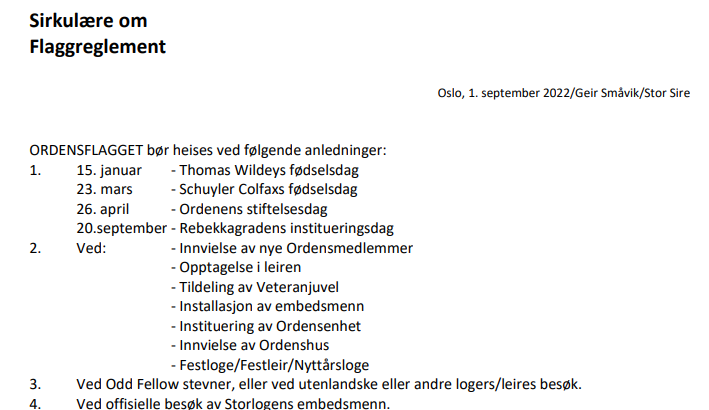 Sirkulære om
Flaggreglement
Oslo, 1. september 2022/Geir Småvik/Stor Sire
ORDENSFLAGGET bør heises ved følgende anledninger:
1. 15. januar - Thomas Wildeys fødselsdag
23. mars - Schuyler Colfaxs fødselsdag
26. april - Ordenens stiftelsesdag
20.september - Rebekkagradens institueringsdag
2. Ved: - Innvielse av nye Ordensmedlemmer
- Opptagelse i leiren
- Tildeling av Veteranjuvel
- Installasjon av embedsmenn
- Instituering av Ordensenhet
- Innvielse av Ordenshus
- Festloge/Festleir/Nyttårsloge
3. Ved Odd Fellow stevner, eller ved utenlandske eller andre logers/leires besøk.
4. Ved offisielle besøk av Storlogens embedsmenn.